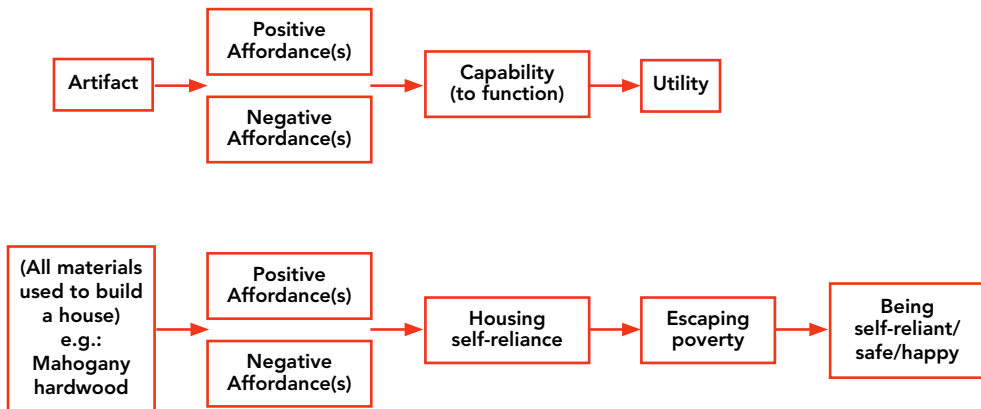 Positive
Affordance(s)
Artifact
Capability
(to function)
Utility
Negative
Affordance(s)
(All materials
used to build
a house)
e.g.:
Mahogany
hardwood
Positive
Affordance(s)
Negative
Affordance(s)
Housing
self-reliance
Escaping
poverty
Being
self-reliant/
safe/happy